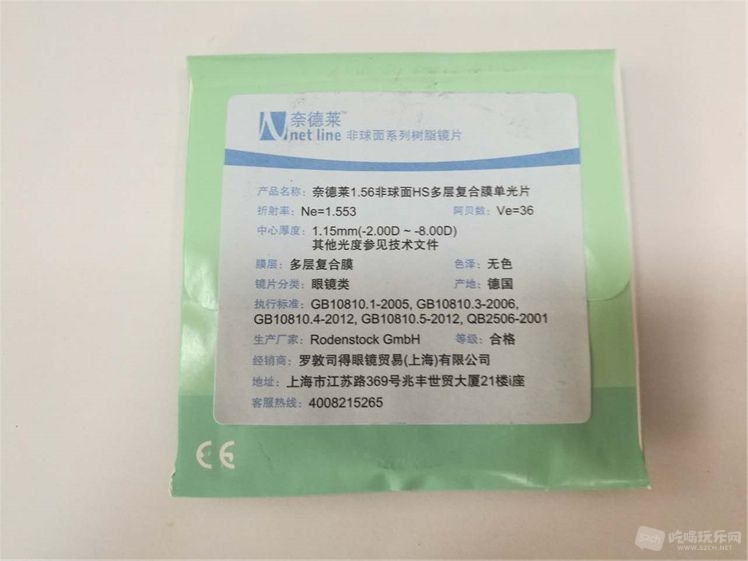 奈德莱™
net line 非球面系列树脂镜片
产品名称: 奈德莱1.56非球面HS多层复合膜单光片
折射率: Ne=1.553 阿贝数: Ve=36
中心厚度: 1.15mm(-2.00D ~ -8.00D)
其他光度参见技术文件
膜层: 多层复合膜 色泽: 无色
镜片分类: 眼镜类 产地: 德国
执行标准: GB10810.1-2005, GB10810.3-2006,
GB10810.4-2012, GB10810.5-2012, QB2506-2001
生产厂家: Rodenstock GmbH 等级: 合格
经销商: 罗敦司得眼镜贸易(上海)有限公司
地址: 上海市江苏路369号兆丰世贸大厦21楼i座
客服热线: 4008215265
CE
吃喝玩乐网
WWW.SZCH.NET